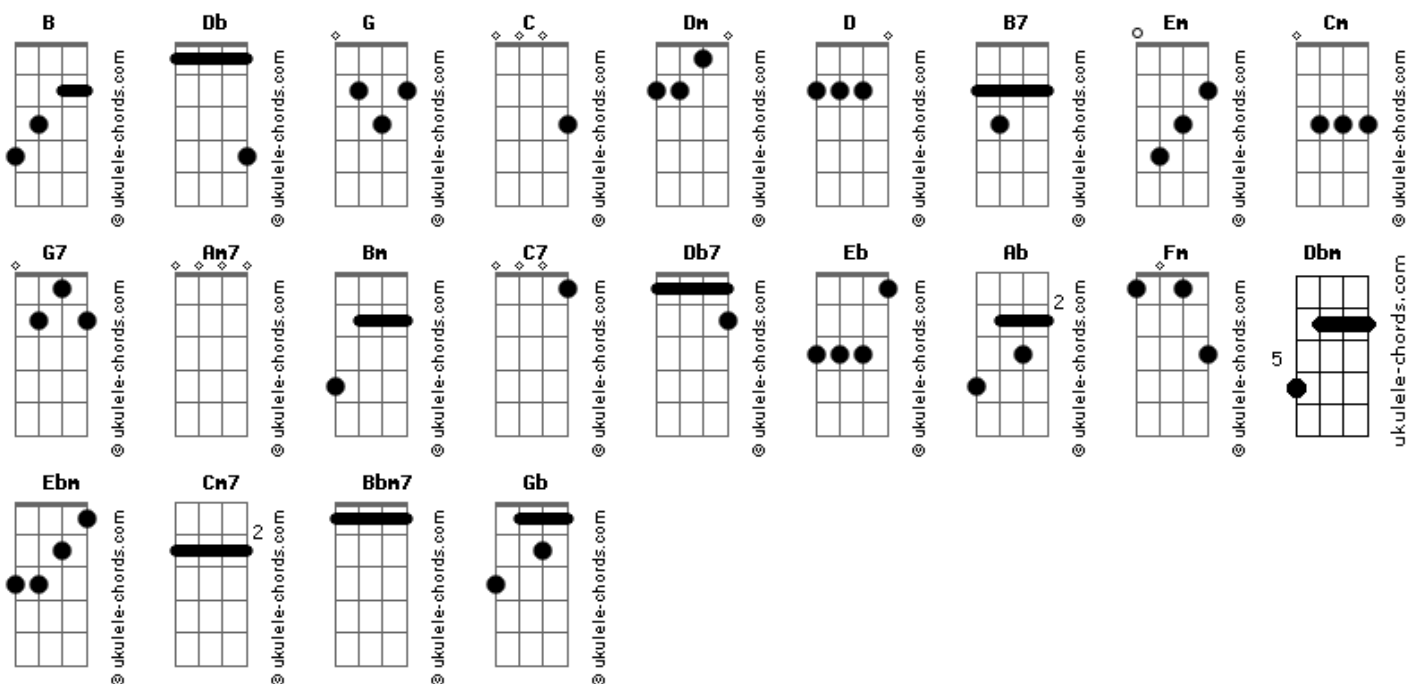 B Db G C Dm D B7 Em Cm
© ukulele-chords.com © ukulele-chords.com © ukulele-chords.com © ukulele-chords.com © ukulele-chords.com © ukulele-chords.com © ukulele-chords.com © ukulele-chords.com © ukulele-chords.com
G7 Am7 Bm C7 Db7 Eb Ab Fm Dbm
2
5
© ukulele-chords.com © ukulele-chords.com © ukulele-chords.com © ukulele-chords.com © ukulele-chords.com © ukulele-chords.com © ukulele-chords.com © ukulele-chords.com ukulele-chords.com
Ebm Cm7 Bbm7 Gb
2
© ukulele-chords.com © ukulele-chords.com © ukulele-chords.com © ukulele-chords.com